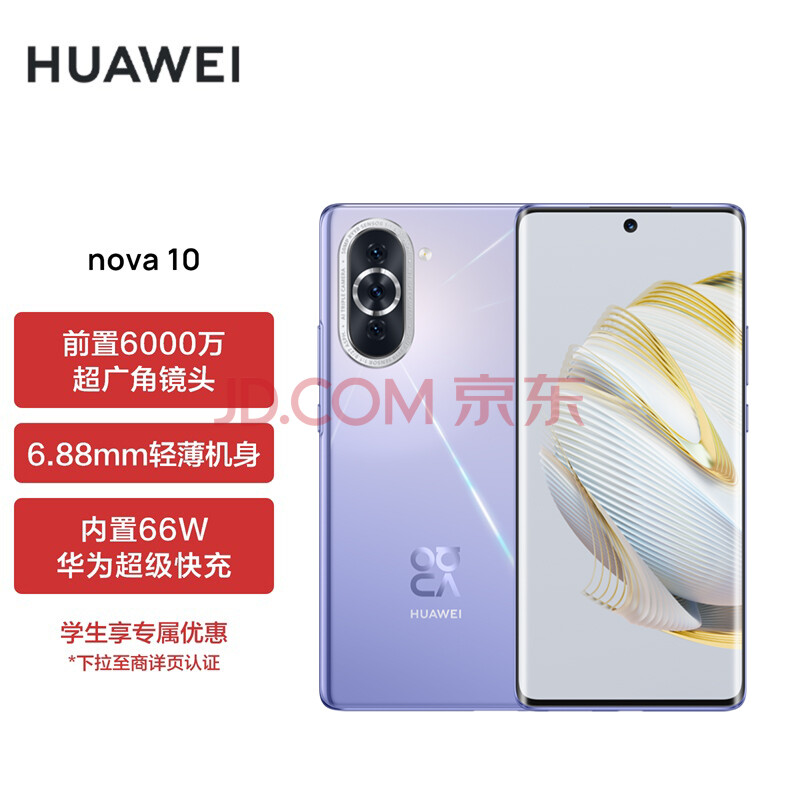 HUAWEI
nova 10
前置6000万
超广角镜头
JD.COM 京东
6.88mm轻薄机身
内置66W
华为超级快充
HUAWEI
学生享专属优惠
*下拉至商详页认证